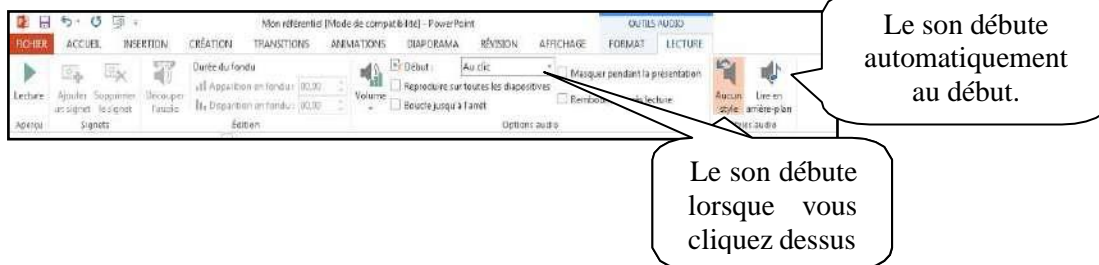 Mon référentiel [Mode de compatibilité] - PowerPoint
OUTILS AUDIO
FICHIER ACCUEIL INSERTION CRÉATION TRANSITIONS ANIMATIONS DIAPORAMA RÉVISION AFFICHAGE FORMAT LECTURE
Durée du fondu
Début : Au clic
Masquer pendant la présentation
Apparition en fondu : 00,00
Reproduire sur toutes les diapositives
Disparition en fondu : 00,00
Boucle jusqu'à l'arrêt
Lecture
Ajouter un signet
Supprimer le signet
Découper l'audio
Volume
Aucun style
Lire en arrière-plan
Aperçu Signets Édition Options audio
Le son débute
automatiquement
au début.
Le son débute
lorsque vous
cliquez dessus